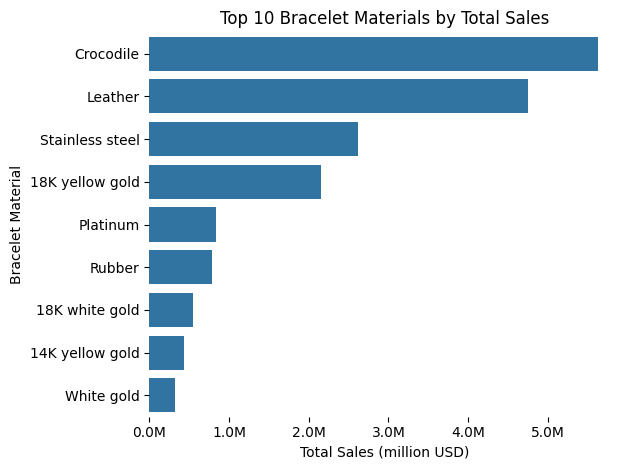 Top 10 Bracelet Materials by Total Sales
Bracelet Material
Crocodile
Leather
Stainless steel
18K yellow gold
Platinum
Rubber
18K white gold
14K yellow gold
White gold
0.0M 1.0M 2.0M 3.0M 4.0M 5.0M
Total Sales (million USD)